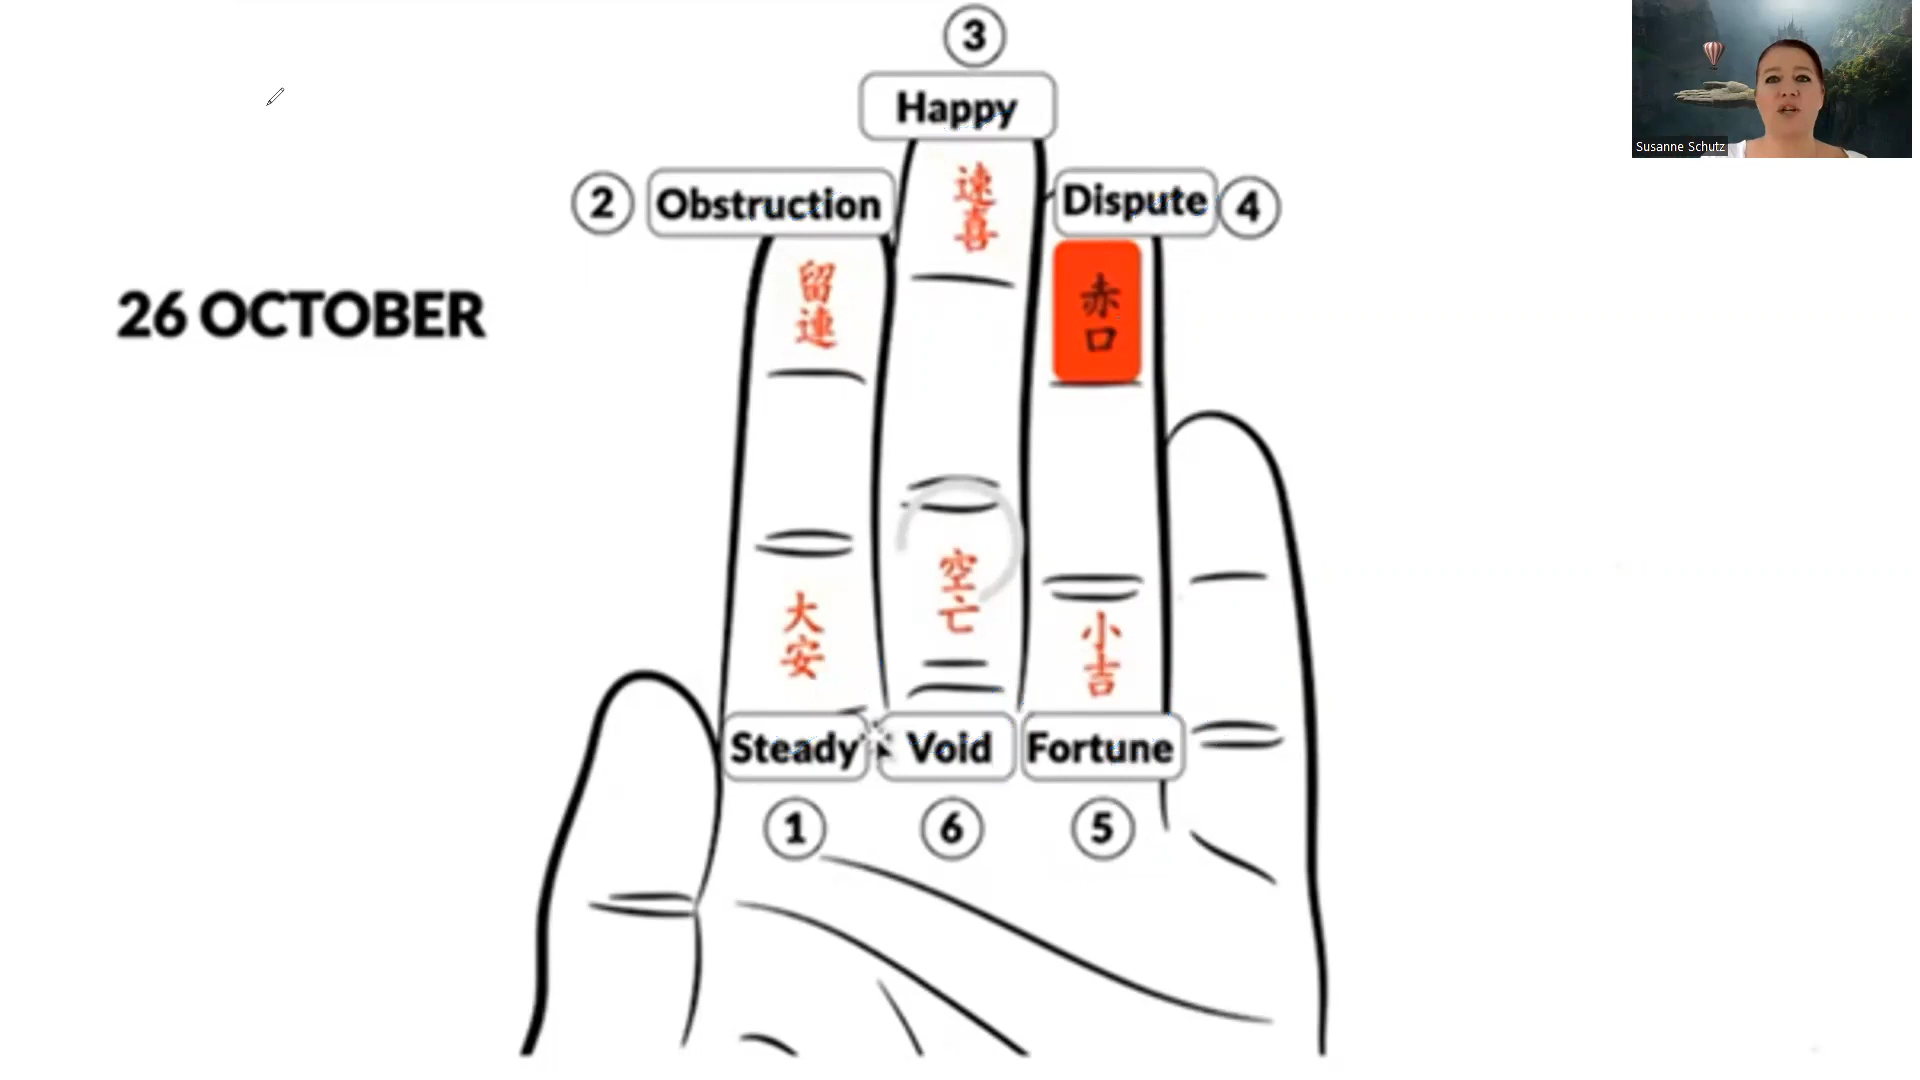 3
Happy
Susanne Schutz
2 Obstruction
速喜
Dispute 4
留連
赤口
26 OCTOBER
空亡
大安
小吉
Steady
Void
Fortune
1
6
5